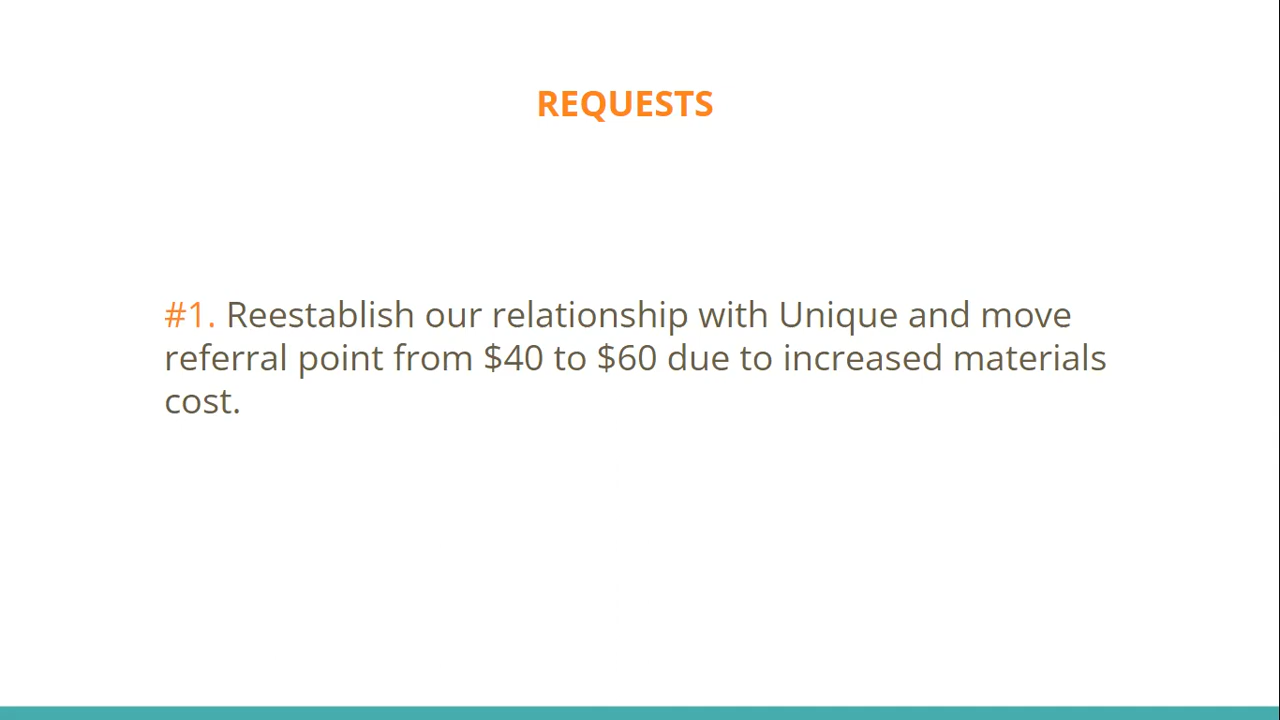 REQUESTS
#1. Reestablish our relationship with Unique and move
referral point from $40 to $60 due to increased materials
cost.